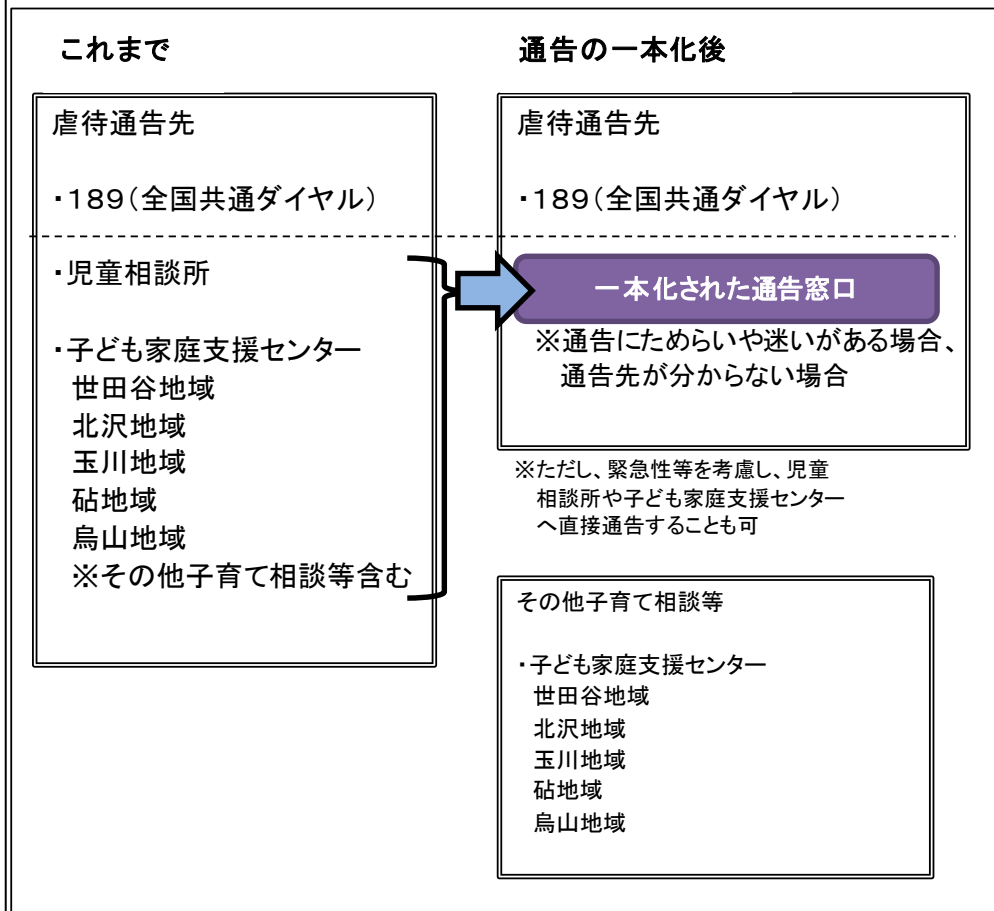 これまで
虐待通告先
・189(全国共通ダイヤル)
・児童相談所
・子ども家庭支援センター
世田谷地域
北沢地域
玉川地域
砧地域
烏山地域
※その他子育て相談等含む
通告の一本化後
虐待通告先
・189(全国共通ダイヤル)
一本化された通告窓口
※通告にためらいや迷いがある場合、
通告先が分からない場合
※ただし、緊急性等を考慮し、児童
相談所や子ども家庭支援センター
へ直接通告することも可
その他子育て相談等
・子ども家庭支援センター
世田谷地域
北沢地域
玉川地域
砧地域
烏山地域